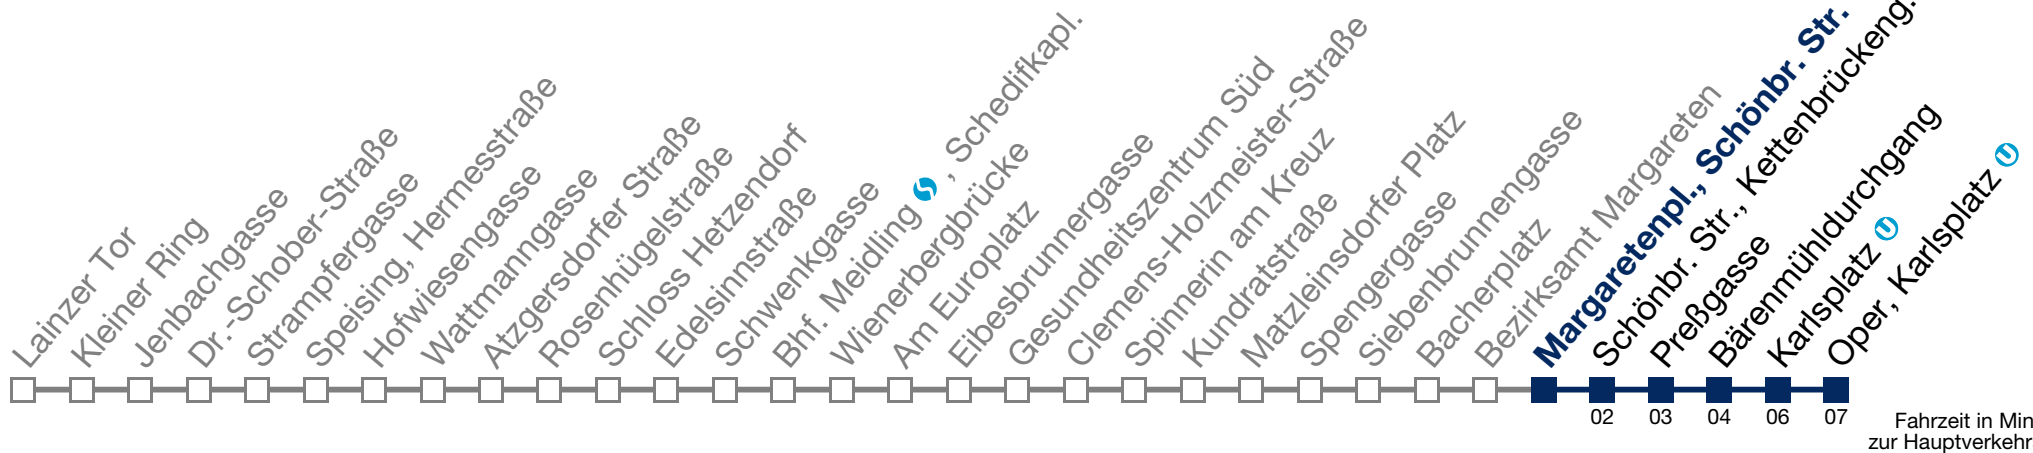 Lainzer Tor
Kleiner Ring
Jenbachgasse
Dr.-Schober-Straße
Strampfergasse
Speising, Hermesstraße
Hofwiesengasse
Wattmanngasse
Atzgersdorfer Straße
Rosenhügelstraße
Schloss Hetzendorf
Edelsinnstraße
Schwenkgasse
Bhf. Meidling S, Schedifkapl.
Wienerbergbrücke
Am Europlatz
Eibesbrunnergasse
Gesundheitszentrum Süd
Clemens-Holzmeister-Straße
Spinnerin am Kreuz
Kundratstraße
Matzleinsdorfer Platz
Spengergasse
Siebenbrunnengasse
Bacherplatz
Bezirksamt Margareten
Margaretenpl., Schönbr. Str.
Schönbr. Str., Kettenbrückeng.
Preßgasse
Bärenmühldurchgang
Karlsplatz U
Oper, Karlsplatz U
02 03 04 06 07
Fahrzeit in Min
zur Hauptverkehr